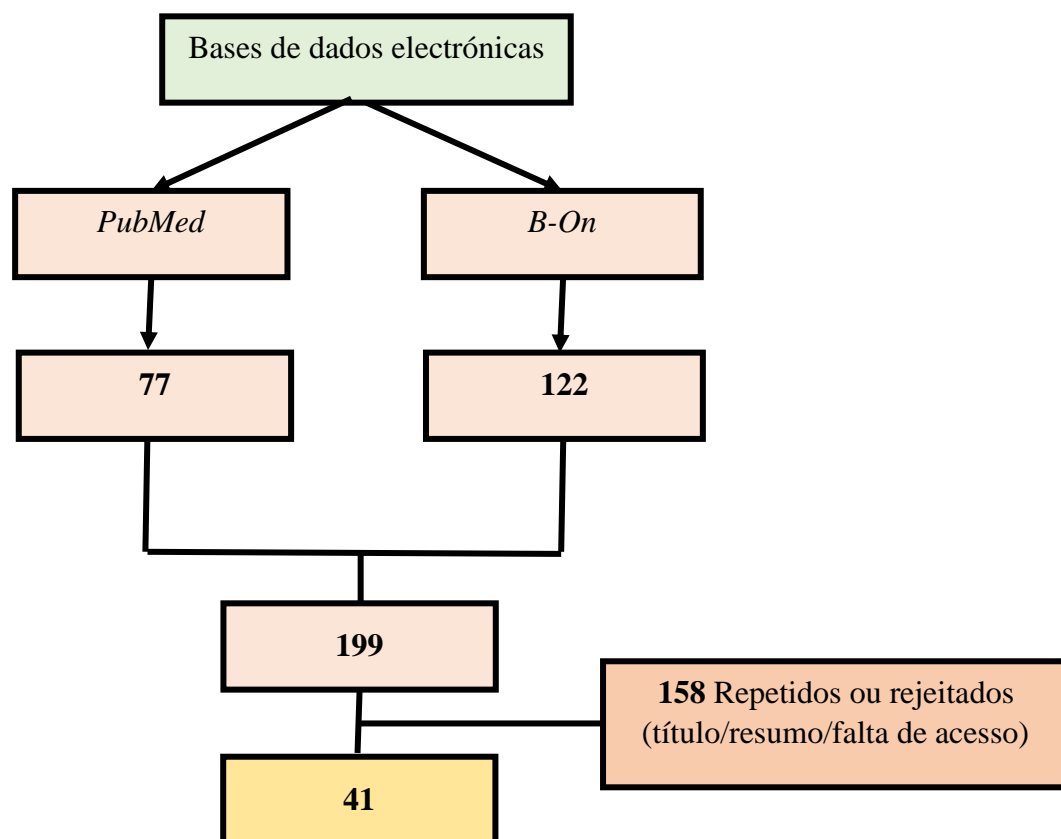 Bases de dados electrónicas
PubMed
B-On
77
122
199
158 Repetidos ou rejeitados
(título/resumo/falta de acesso)
41